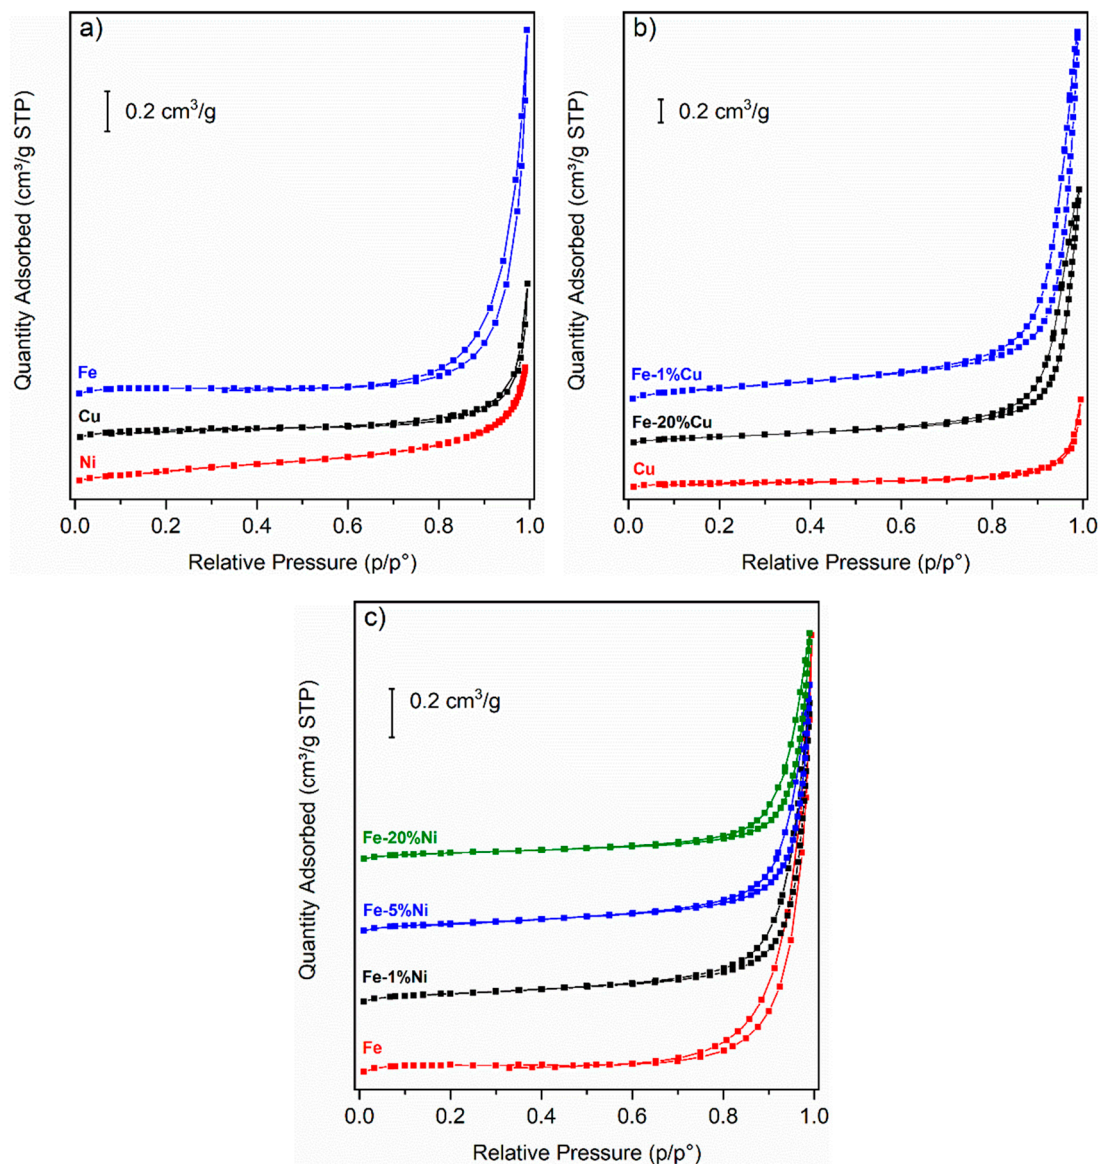 a)
0.2 cm³/g
Fe
Cu
Ni
0.0 0.2 0.4 0.6 0.8 1.0
Relative Pressure (p/p°)
Quantity Adsorbed (cm³/g STP)
b)
0.2 cm³/g
Fe-1%Cu
Fe-20%Cu
Cu
0.0 0.2 0.4 0.6 0.8 1.0
Relative Pressure (p/p°)
Quantity Adsorbed (cm³/g STP)
c)
0.2 cm³/g
Fe-20%Ni
Fe-5%Ni
Fe-1%Ni
Fe
0.0 0.2 0.4 0.6 0.8 1.0
Relative Pressure (p/p°)
Quantity Adsorbed (cm³/g STP)